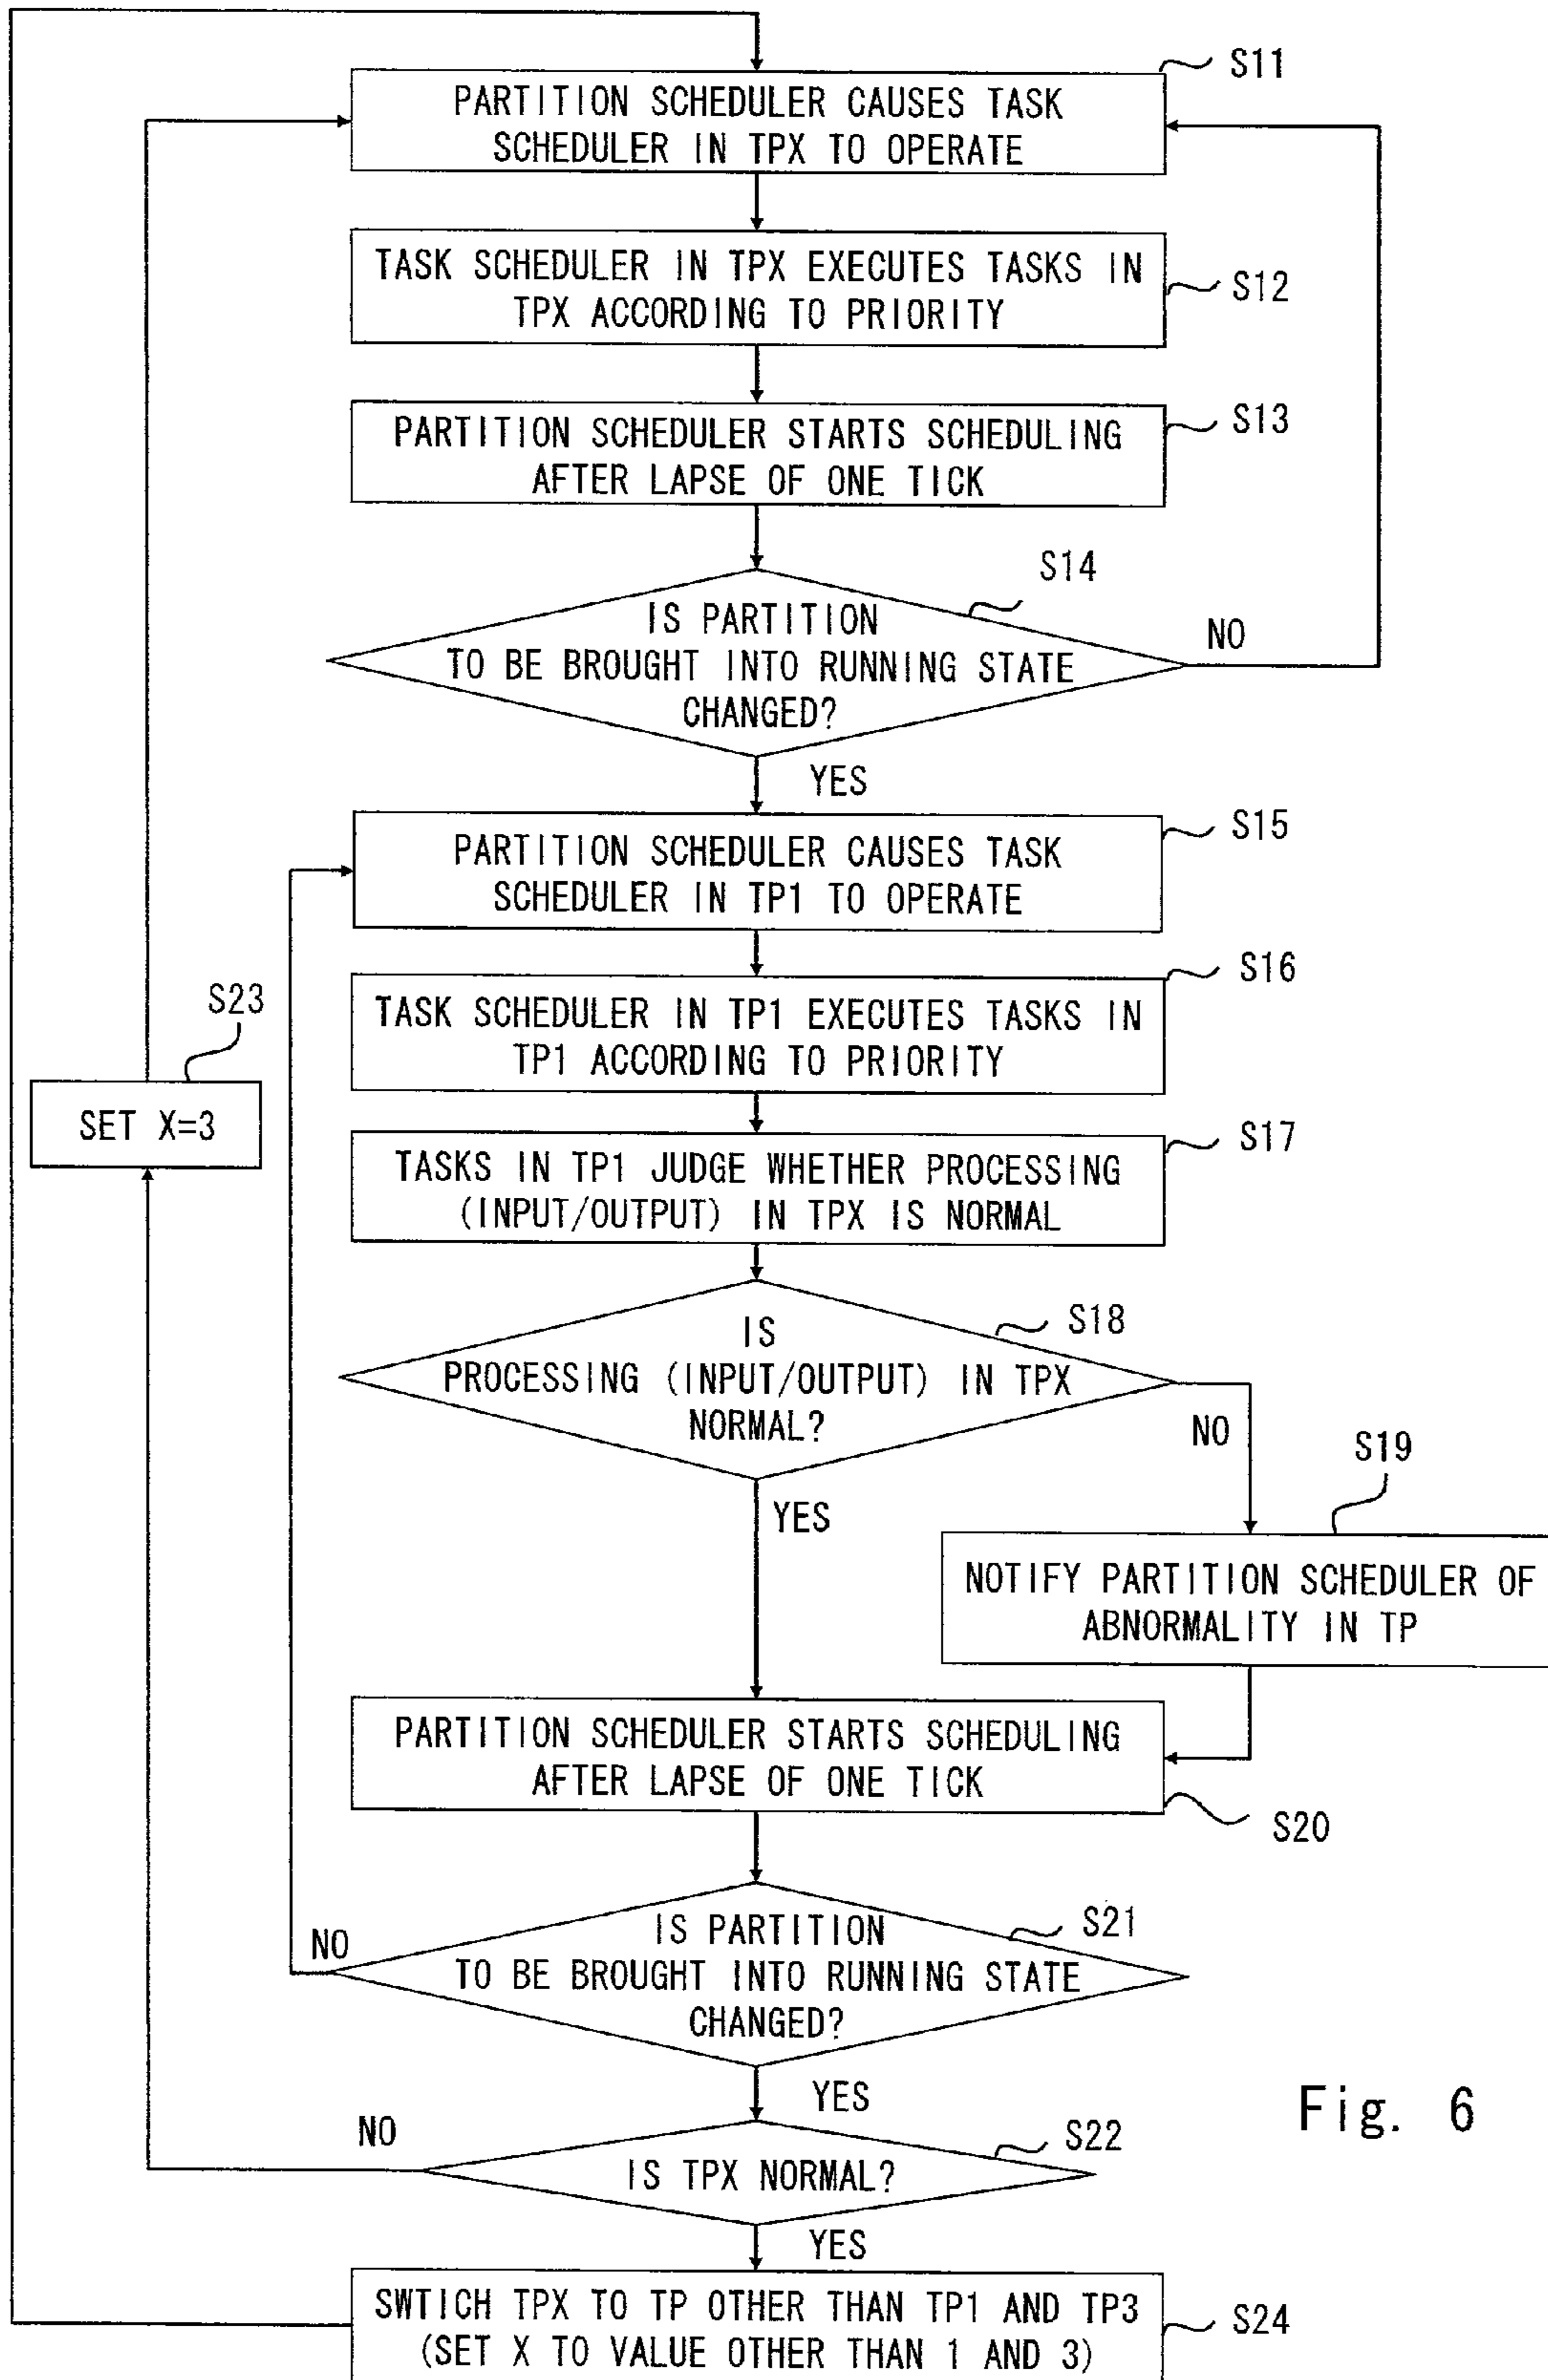 S11
PARTITION SCHEDULER CAUSES TASK
SCHEDULER IN TPX TO OPERATE
TASK SCHEDULER IN TPX EXECUTES TASKS IN
TPX ACCORDING TO PRIORITY
S12
PARTITION SCHEDULER STARTS SCHEDULING
AFTER LAPSE OF ONE TICK
S13
S14
IS PARTITION
TO BE BROUGHT INTO RUNNING STATE
CHANGED?
NO
YES
PARTITION SCHEDULER CAUSES TASK
SCHEDULER IN TP1 TO OPERATE
S15
TASK SCHEDULER IN TP1 EXECUTES TASKS IN
TP1 ACCORDING TO PRIORITY
S16
S23
SET X=3
TASKS IN TP1 JUDGE WHETHER PROCESSING
(INPUT/OUTPUT) IN TPX IS NORMAL
S17
IS
PROCESSING (INPUT/OUTPUT) IN TPX
NORMAL?
S18
NO
YES
S19
NOTIFY PARTITION SCHEDULER OF
ABNORMALITY IN TP
PARTITION SCHEDULER STARTS SCHEDULING
AFTER LAPSE OF ONE TICK
S20
IS PARTITION
TO BE BROUGHT INTO RUNNING STATE
CHANGED?
S21
NO
YES
IS TPX NORMAL?
S22
NO
YES
SWTICH TPX TO TP OTHER THAN TP1 AND TP3
(SET X TO VALUE OTHER THAN 1 AND 3)
S24
Fig. 6